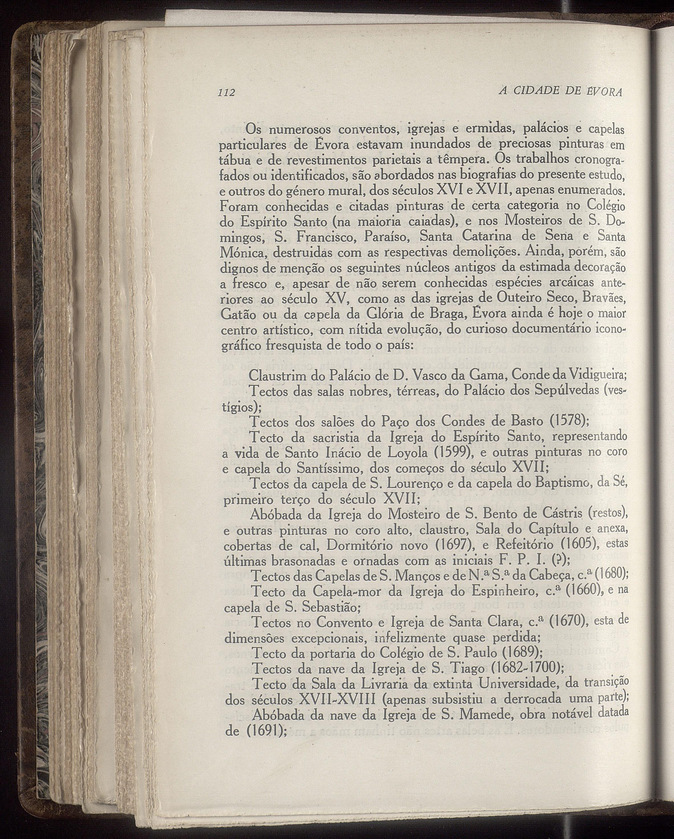 112 A CIDADE DE ÉVORA
Os numerosos conventos, igrejas e ermidas, palácios e capelas
particulares de Évora estavam inundados de preciosas pinturas em
tábua e de revestimentos parietais a têmpera. Os trabalhos cronogra-
fados ou identificados, são abordados nas biografias do presente estudo,
e outros do género mural, dos séculos XVI e XVII, apenas enumerados.
Foram conhecidas e citadas pinturas de certa categoria no Colégio
do Espírito Santo (na maioria caiadas), e nos Mosteiros de S. Do-
mingos, S. Francisco, Paraíso, Santa Catarina de Sena e Santa
Mónica, destruidas com as respectivas demolições. Ainda, porém, são
dignos de menção os seguintes núcleos antigos da estimada decoração
a fresco e, apesar de não serem conhecidas espécies arcáicas ante-
riores ao século XV, como as das igrejas de Outeiro Seco, Bravães,
Gatão ou da capela da Glória de Braga, Évora ainda é hoje o maior
centro artístico, com nítida evolução, do curioso documentário icono-
gráfico fresquista de todo o país:
Claustrim do Palácio de D. Vasco da Gama, Conde da Vidigueira;
Tectos das salas nobres, térreas, do Palácio dos Sepúlvedas (ves-
tígios);
Tectos dos salões do Paço dos Condes de Basto (1578);
Tecto da sacristia da Igreja do Espírito Santo, representando
a vida de Santo Inácio de Loyola (1599), e outras pinturas no coro
e capela do Santíssimo, dos começos do século XVII;
Tectos da capela de S. Lourenço e da capela do Baptismo, da Sé,
primeiro terço do século XVII;
Abóbada da Igreja do Mosteiro de S. Bento de Cástris (restos),
e outras pinturas no coro alto, claustro, Sala do Capítulo e anexa,
cobertas de cal, Dormitório novo (1697), e Refeitório (1605), estas
últimas brasonadas e ornadas com as iniciais F. P. I. (?);
Tectos das Capelas de S. Manços e de N.ª S.ª da Cabeça, c.ª (1680);
Tecto da Capela-mor da Igreja do Espinheiro, c.ª (1660), e na
capela de S. Sebastião;
Tectos no Convento e Igreja de Santa Clara, c.ª (1670), esta de
dimensões excepcionais, infelizmente quase perdida;
Tecto da portaria do Colégio de S. Paulo (1689);
Tectos da nave da Igreja de S. Tiago (1682-1700);
Tecto da Sala da Livraria da extinta Universidade, da transição
dos séculos XVII-XVIII (apenas subsistiu a derrocada uma parte);
Abóbada da nave da Igreja de S. Mamede, obra notável datada
de (1691);